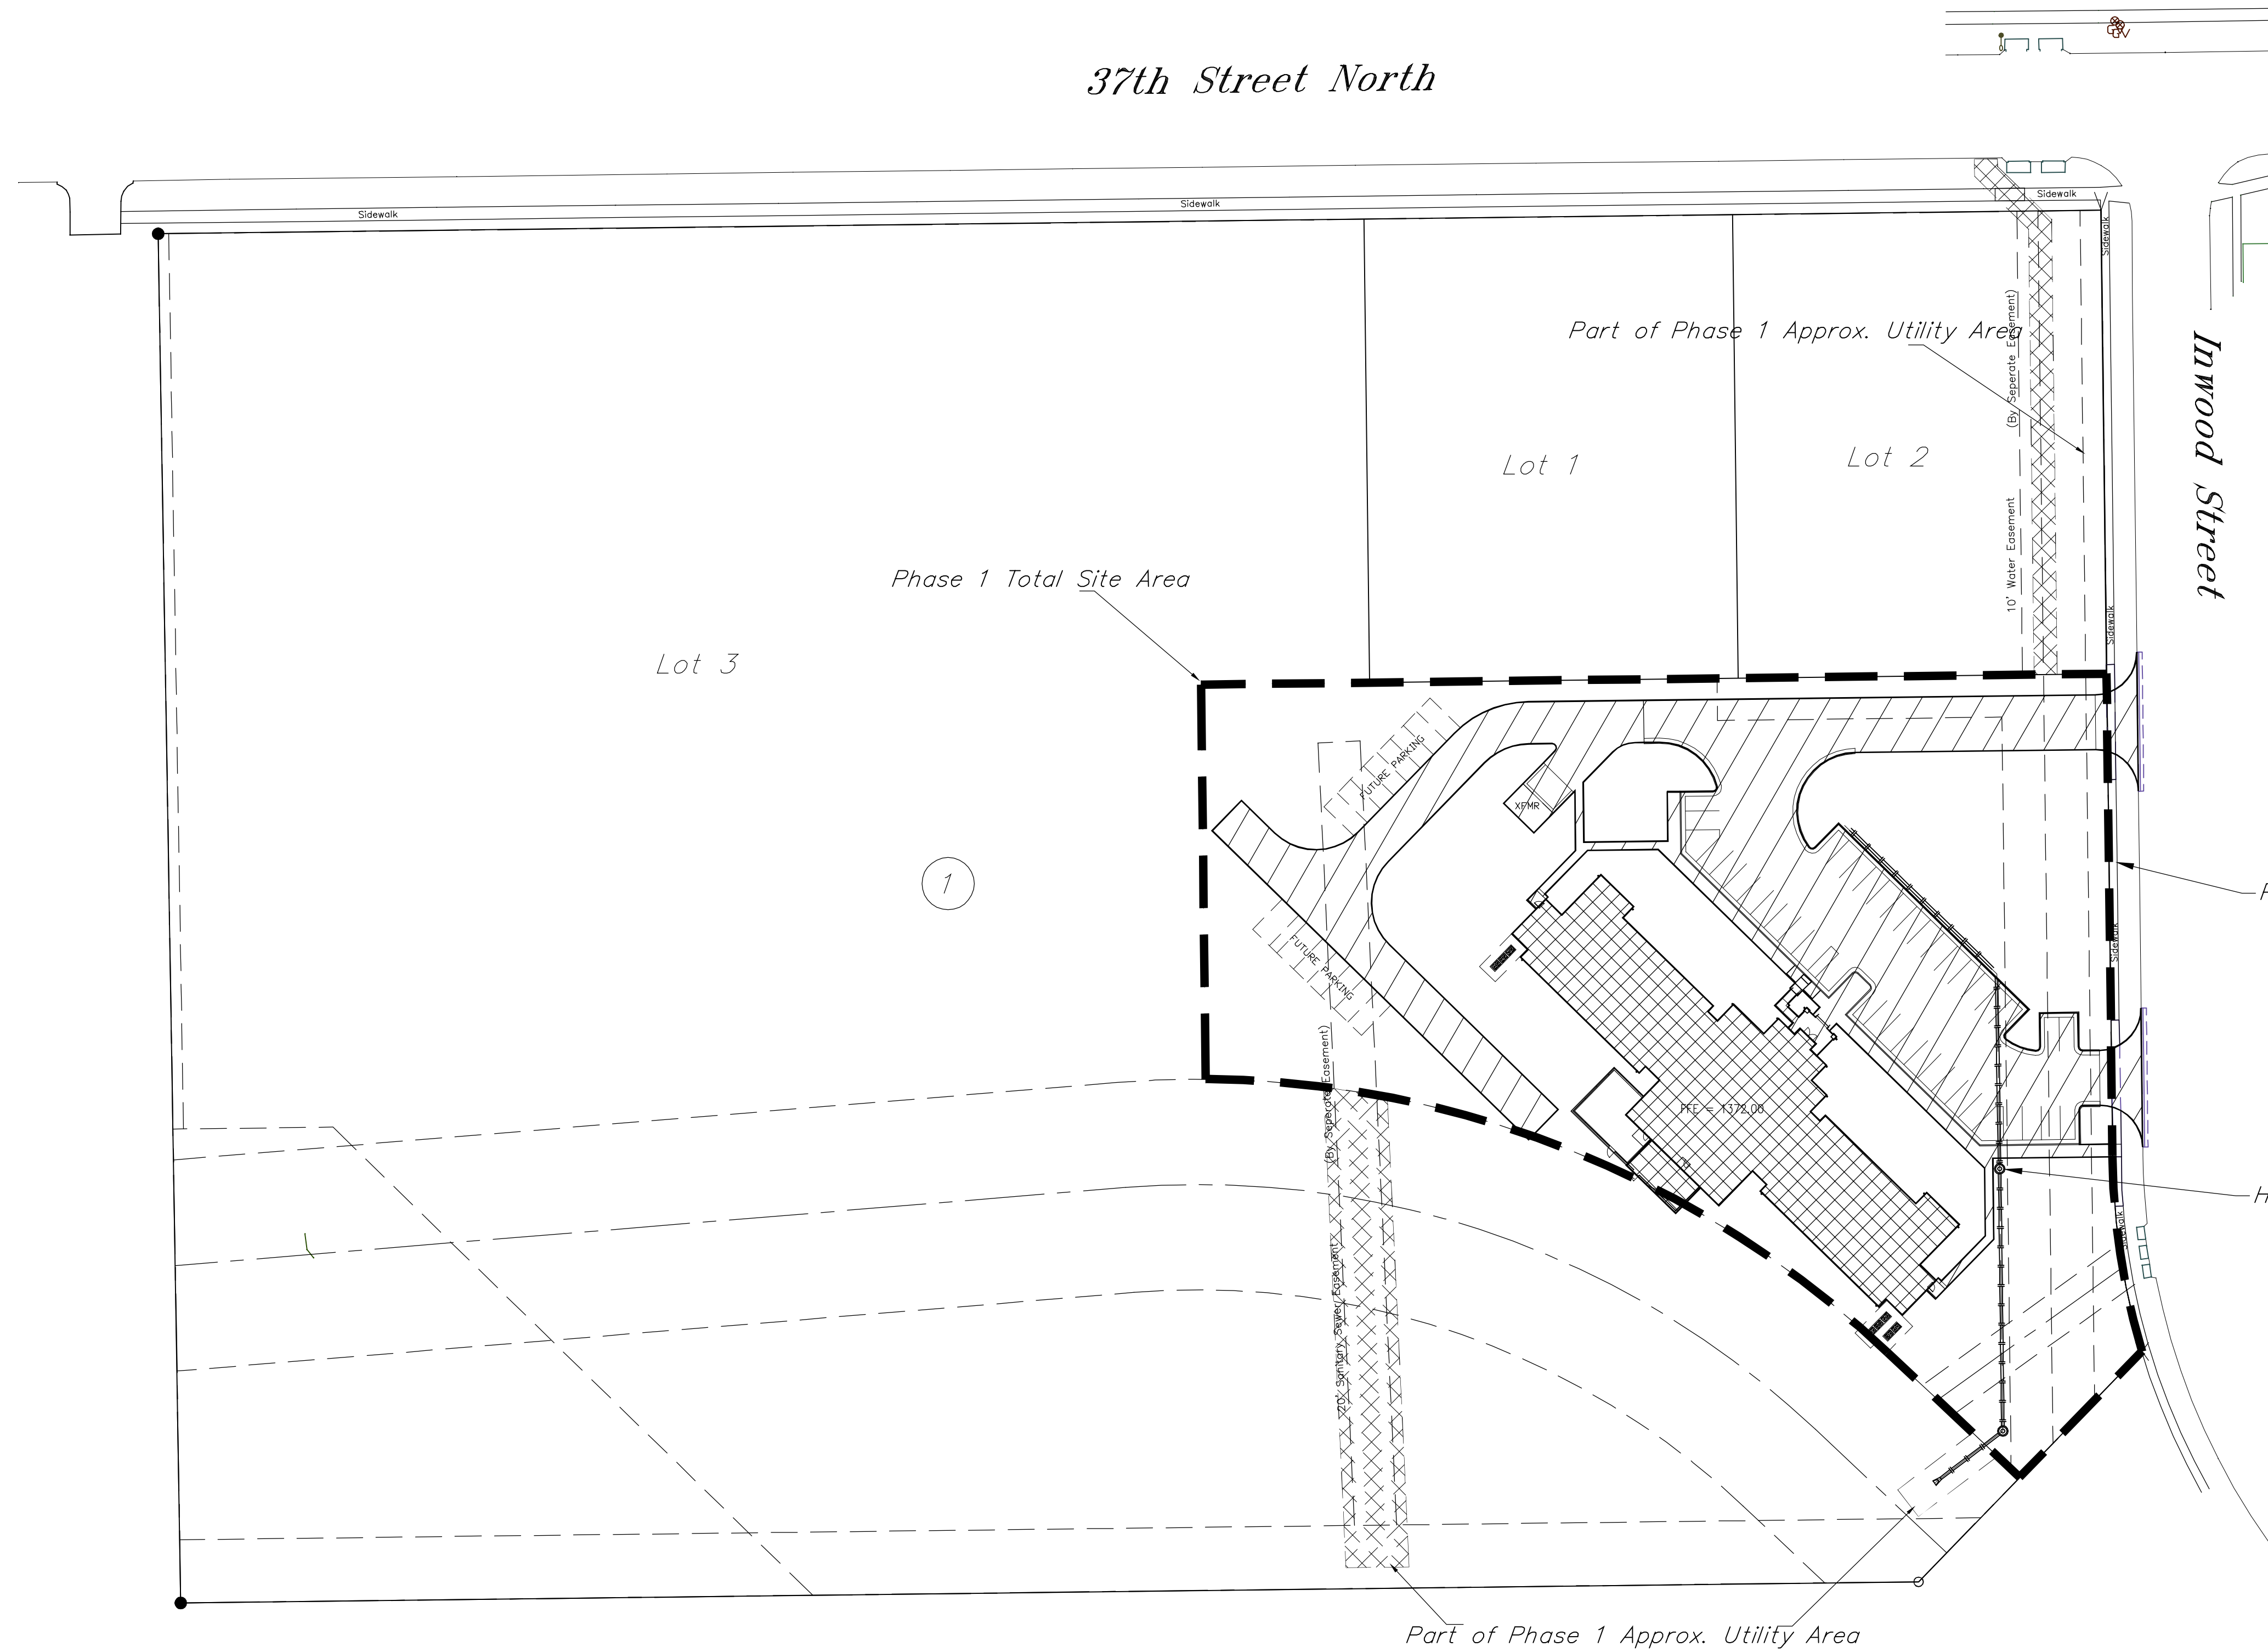 37th Street North
Sidewalk
Sidewalk
Sidewalk
Sidewalk
Inwood Street
Part of Phase 1 Approx. Utility Area
(By Seperate Easement)
10' Water Easement
Lot 1
Lot 2
Phase 1 Total Site Area
Sidewalk
Lot 3
FUTURE PARKING
XFMR
1
Sidewalk
FUTURE PARKING
(By Seperate Easement)
20' Sanitary Sewer Easement
FFE = 1372.00
Sidewalk
Part of Phase 1 Approx. Utility Area